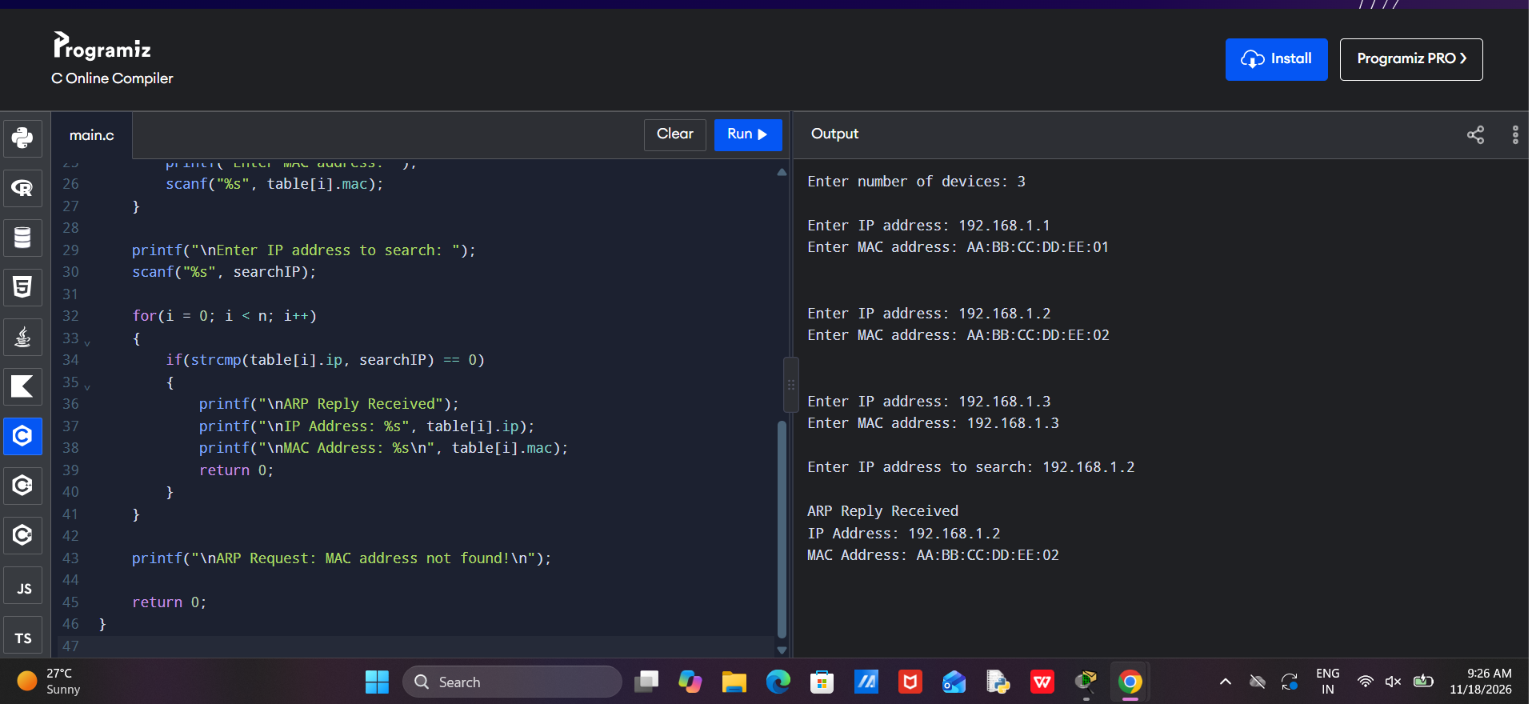 Programiz
C Online Compiler
Install
Programiz PRO ❯
main.c
Clear
Run
Output
25 printf("Enter MAC address: ");
26 scanf("%s", table[i].mac);
27 }
28
29 printf("\nEnter IP address to search: ");
30 scanf("%s", searchIP);
31
32 for(i = 0; i < n; i++)
33 {
34 if(strcmp(table[i].ip, searchIP) == 0)
35 {
36 printf("\nARP Reply Received");
37 printf("\nIP Address: %s", table[i].ip);
38 printf("\nMAC Address: %s\n", table[i].mac);
39 return 0;
40 }
41 }
42
43 printf("\nARP Request: MAC address not found!\n");
44
45 return 0;
46 }
47
Enter number of devices: 3
Enter IP address: 192.168.1.1
Enter MAC address: AA:BB:CC:DD:EE:01
Enter IP address: 192.168.1.2
Enter MAC address: AA:BB:CC:DD:EE:02
Enter IP address: 192.168.1.3
Enter MAC address: 192.168.1.3
Enter IP address to search: 192.168.1.2
ARP Reply Received
IP Address: 192.168.1.2
MAC Address: AA:BB:CC:DD:EE:02
JS
TS
27°C
Sunny
Search
ENG
IN
9:26 AM
11/18/2026